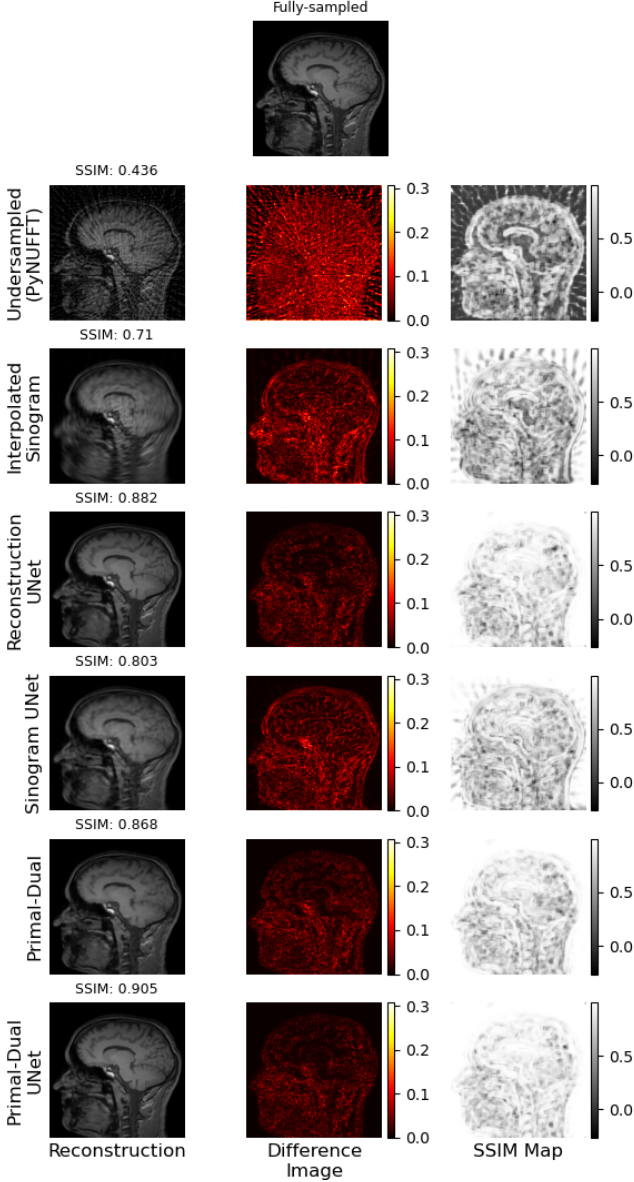 Fully-sampled
SSIM: 0.436
Undersampled
(PyNUFFT)
0.3
0.2
0.1
0.0
0.5
0.0
SSIM: 0.71
Interpolated
Sinogram
0.3
0.2
0.1
0.0
0.5
0.0
SSIM: 0.882
Reconstruction
UNet
0.3
0.2
0.1
0.0
0.5
0.0
SSIM: 0.803
Sinogram UNet
0.3
0.2
0.1
0.0
0.5
0.0
SSIM: 0.868
Primal-Dual
0.3
0.2
0.1
0.0
0.5
0.0
SSIM: 0.905
Primal-Dual
UNet
0.3
0.2
0.1
0.0
0.5
0.0
Reconstruction
Difference
Image
SSIM Map